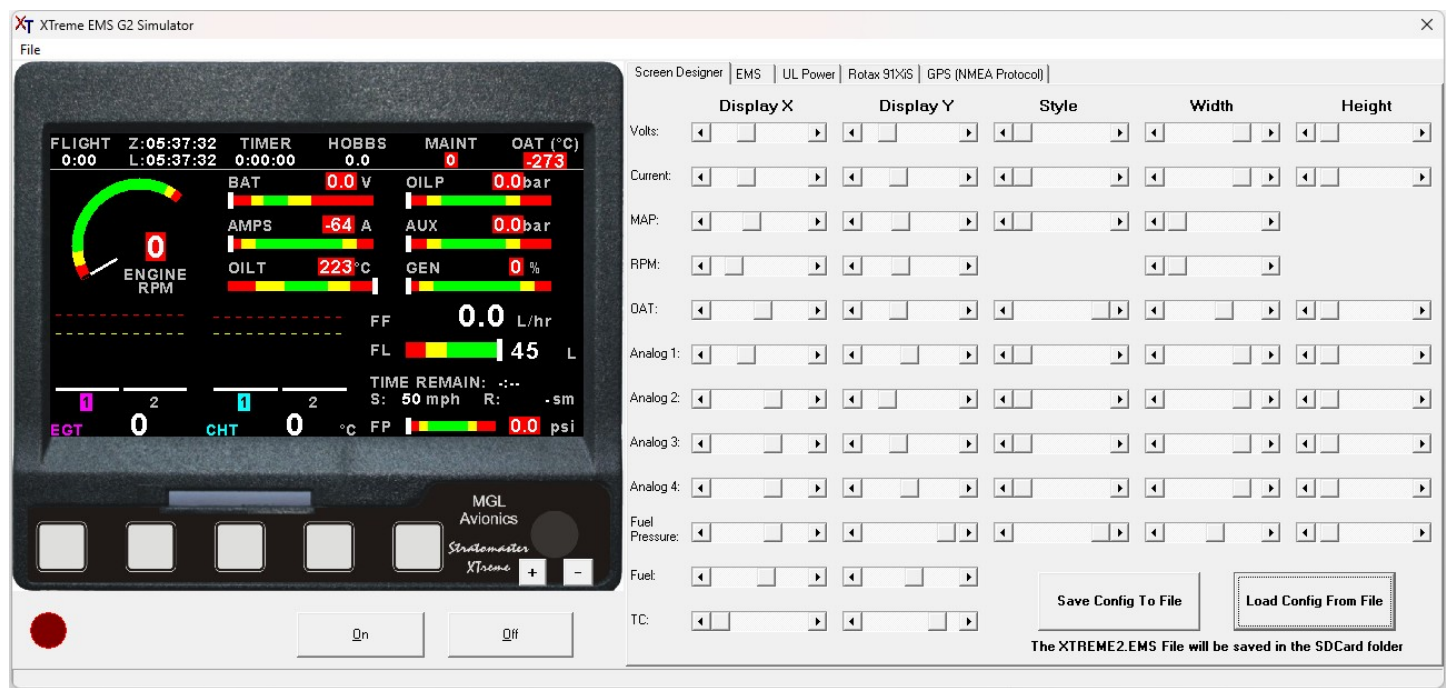 XT XTreme EMS G2 Simulator
File
FLIGHT Z:05:37:32 TIMER HOBBS MAINT OAT (°C)
0:00 L:05:37:32 0:00:00 0.0 0 -273
BAT 0.0 V OILP 0.0 bar
AMPS -64 A AUX 0.0 bar
0
ENGINE
RPM
OILT 223 °C GEN 0 %
FF 0.0 L/hr
FL 45 L
TIME REMAIN: -:--
S: 50 mph R: - sm
1 2 1 2
EGT 0 CHT 0 °C FP 0.0 psi
MGL
Avionics
Stratomaster
XTreme
+ -
On Off
Screen Designer EMS UL Power Rotax 91XiS GPS (NMEA Protocol)
Display X Display Y Style Width Height
Volts:
Current:
MAP:
RPM:
OAT:
Analog 1:
Analog 2:
Analog 3:
Analog 4:
Fuel
Pressure:
Fuel:
TC:
Save Config To File Load Config From File
The XTREME2.EMS File will be saved in the SDCard folder